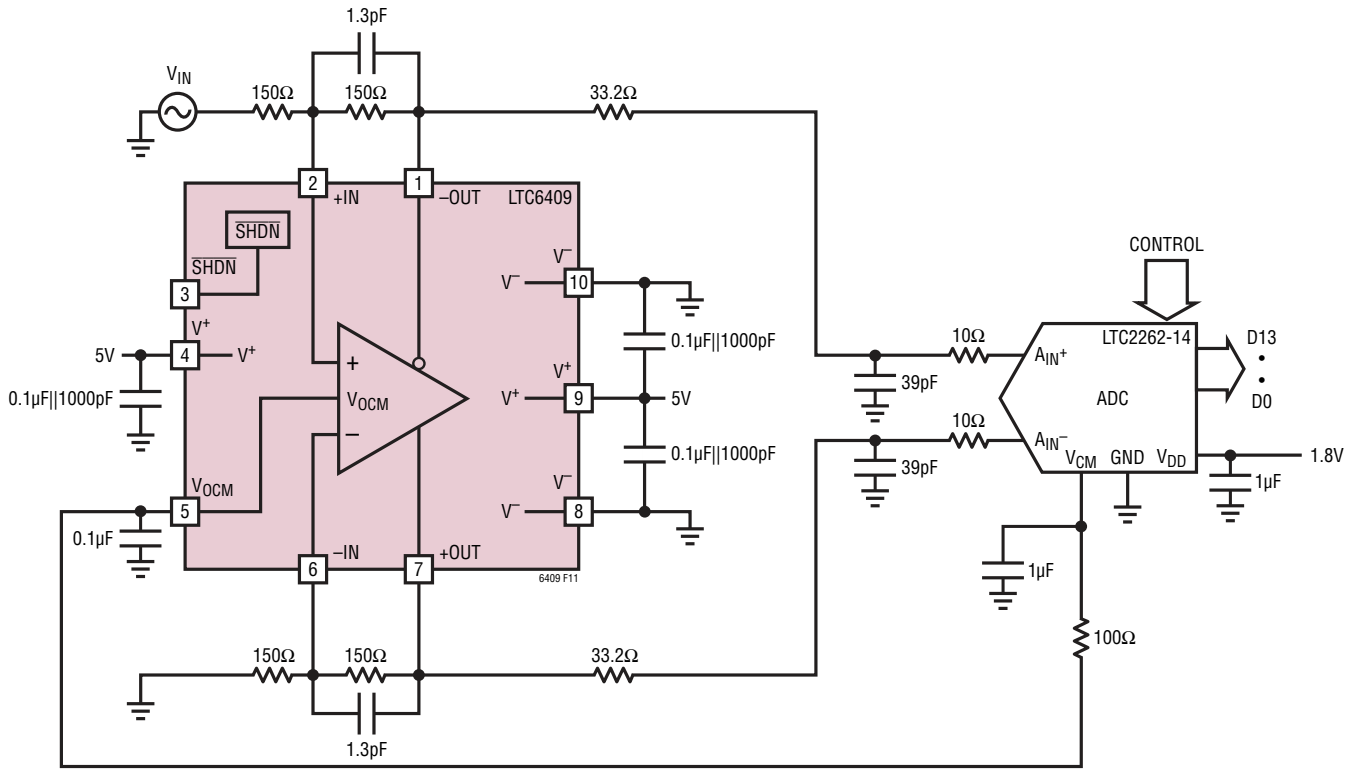 1.3pF
V_IN
150Ω
150Ω
33.2Ω
2
+IN
1
–OUT
LTC6409
SHDN
SHDN
3
V–
V–
10
CONTROL
V+
5V
4
V+
0.1µF||1000pF
0.1µF||1000pF
+
V_OCM
–
V+
V+
9
5V
0.1µF||1000pF
10Ω
39pF
10Ω
39pF
A_IN+
LTC2262-14
ADC
A_IN–
V_CM
GND
V_DD
D13
•
•
D0
1.8V
1µF
V_OCM
5
0.1µF
V–
V–
8
–IN
6
+OUT
7
6409 F11
1µF
100Ω
150Ω
150Ω
33.2Ω
1.3pF